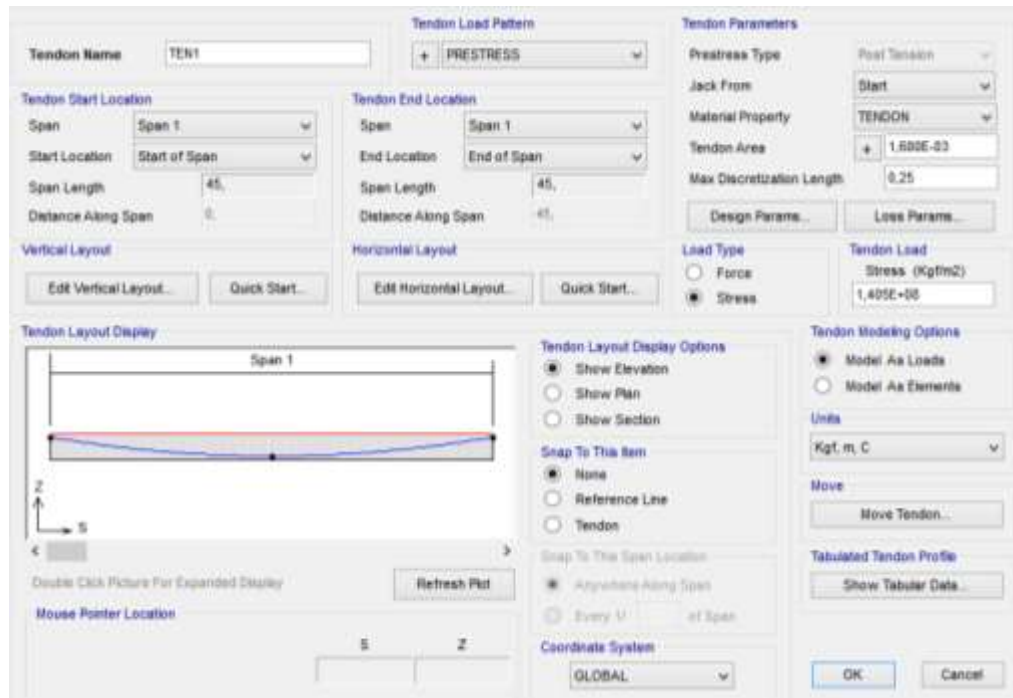 Tendon Name
TEN1
Tendon Load Pattern
+ PRESTRESS
Tendon Parameters
Prestress Type Post Tension
Jack From Start
Material Property TENDON
Tendon Area + 1,600E-03
Max Discretization Length 0,25
Design Params... Loss Params...
Tendon Start Location
Span Span 1
Start Location Start of Span
Span Length 45,
Distance Along Span 0,
Tendon End Location
Span Span 1
End Location End of Span
Span Length 45,
Distance Along Span 45,
Vertical Layout
Edit Vertical Layout... Quick Start...
Horizontal Layout
Edit Horizontal Layout... Quick Start...
Load Type
Force
Stress
Tendon Load
Stress (Kgf/m2)
1,405E+08
Tendon Layout Display
Span 1
Z
S
Double Click Picture For Expanded Display
Refresh Plot
Mouse Pointer Location
S Z
Tendon Layout Display Options
Show Elevation
Show Plan
Show Section
Snap To This Item
None
Reference Line
Tendon
Snap To This Span Location
Anywhere Along Span
Every 1/ of Span
Coordinate System
GLOBAL
Tendon Modeling Options
Model As Loads
Model As Elements
Units
Kgf, m, C
Move
Move Tendon...
Tabulated Tendon Profile
Show Tabular Data...
OK Cancel